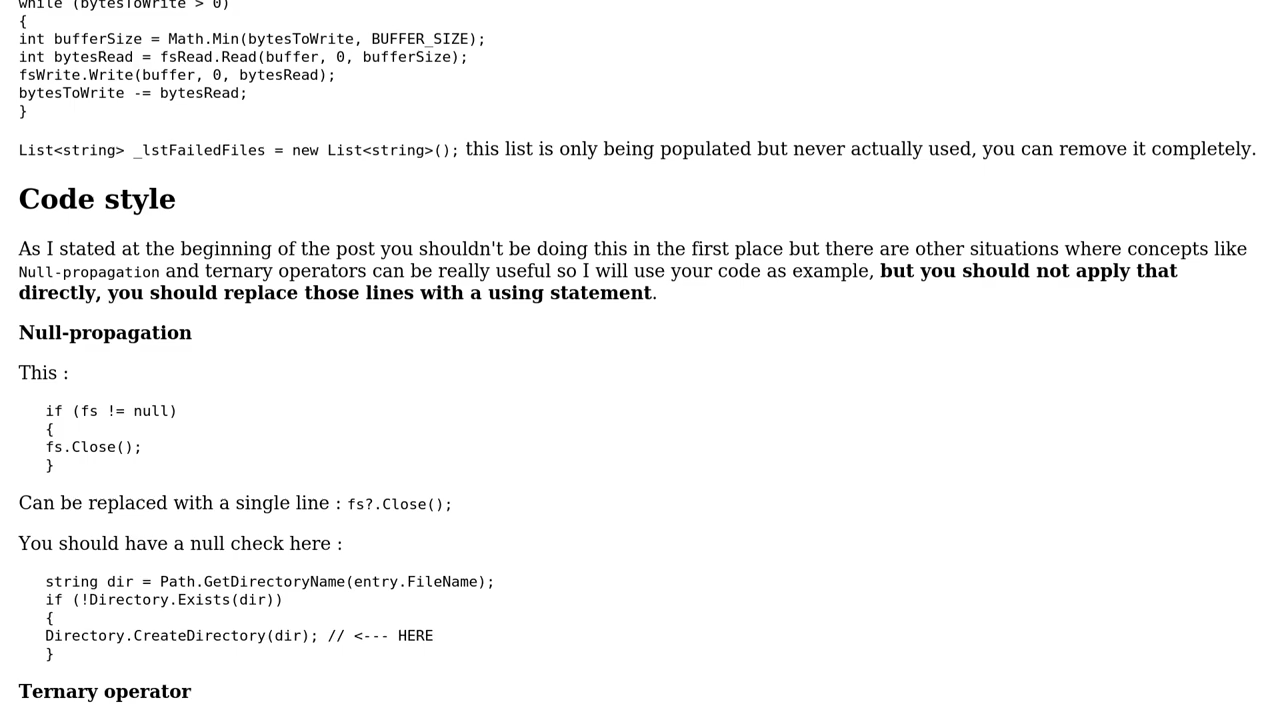 while (bytesToWrite > 0)
{
int bufferSize = Math.Min(bytesToWrite, BUFFER_SIZE);
int bytesRead = fsRead.Read(buffer, 0, bufferSize);
fsWrite.Write(buffer, 0, bytesRead);
bytesToWrite -= bytesRead;
}
List<string> _lstFailedFiles = new List<string>(); this list is only being populated but never actually used, you can remove it completely.
Code style
As I stated at the beginning of the post you shouldn't be doing this in the first place but there are other situations where concepts like
Null-propagation and ternary operators can be really useful so I will use your code as example, but you should not apply that
directly, you should replace those lines with a using statement.
Null-propagation
This :
if (fs != null)
{
fs.Close();
}
Can be replaced with a single line : fs?.Close();
You should have a null check here :
string dir = Path.GetDirectoryName(entry.FileName);
if (!Directory.Exists(dir))
{
Directory.CreateDirectory(dir); // <--- HERE
}
Ternary operator